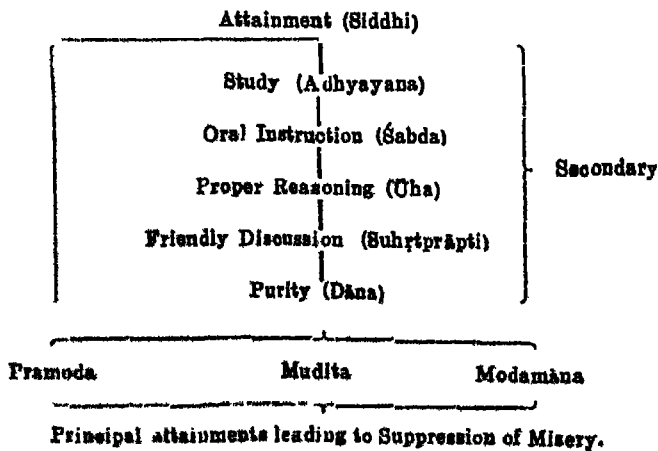 Attainment (Siddhi)
Study (Adhyayana)
Oral Instruction (Śabda)
Proper Reasoning (Ūha)
Friendly Discussion (Suhṛtprāpti)
Secondary
Purity (Dāna)
Pramoda Mudita Modamāna
Principal attainments leading to Suppression of Misery.